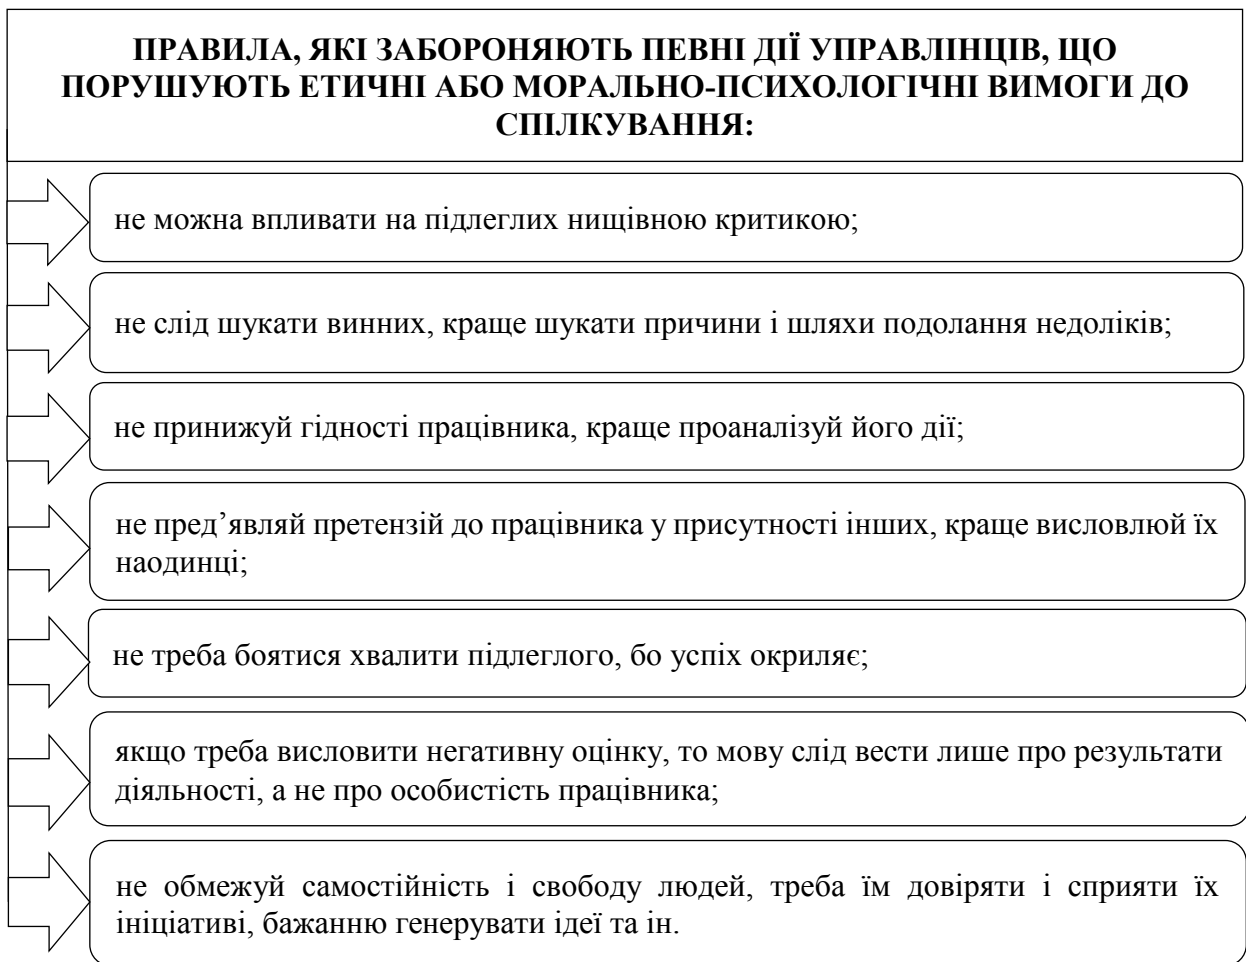 ПРАВИЛА, ЯКІ ЗАБОРОНЯЮТЬ ПЕВНІ ДІЇ УПРАВЛІНЦІВ, ЩО
ПОРУШУЮТЬ ЕТИЧНІ АБО МОРАЛЬНО-ПСИХОЛОГІЧНІ ВИМОГИ ДО
СПІЛКУВАННЯ:
не можна впливати на підлеглих нищівною критикою;
не слід шукати винних, краще шукати причини і шляхи подолання недоліків;
не принижуй гідності працівника, краще проаналізуй його дії;
не пред’являй претензій до працівника у присутності інших, краще висловлюй їх
наодинці;
не треба боятися хвалити підлеглого, бо успіх окриляє;
якщо треба висловити негативну оцінку, то мову слід вести лише про результати
діяльності, а не про особистість працівника;
не обмежуй самостійність і свободу людей, треба їм довіряти і сприяти їх
ініціативі, бажанню генерувати ідеї та ін.